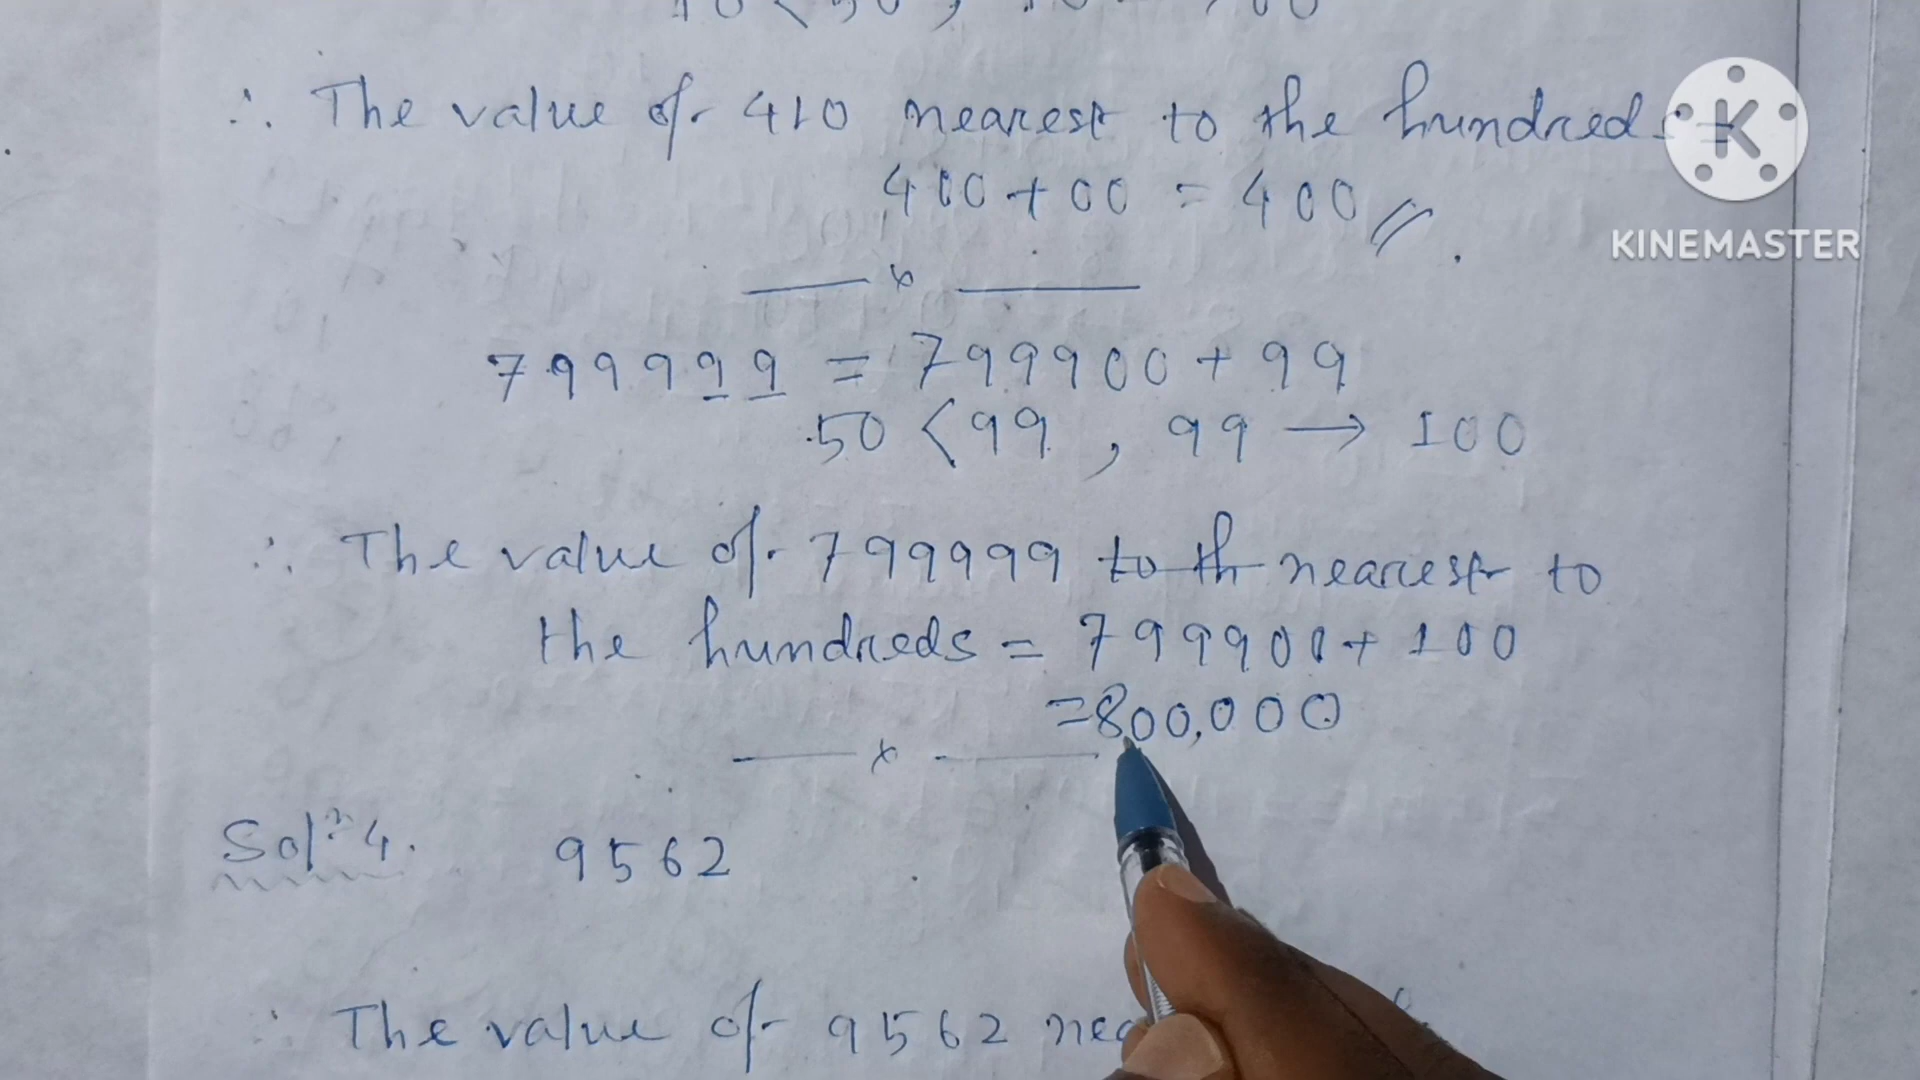 ∴ The value of 410 nearest to the hundreds =
400 + 00 = 400 //.
KINEMASTER
x
799999 = 799900 + 99
50 < 99 , 99 → 100
∴ The value of 799999 to th nearest to
the hundreds = 799900 + 100
= 800,000
x
Solⁿ 4. 9562
∴ The value of 9562